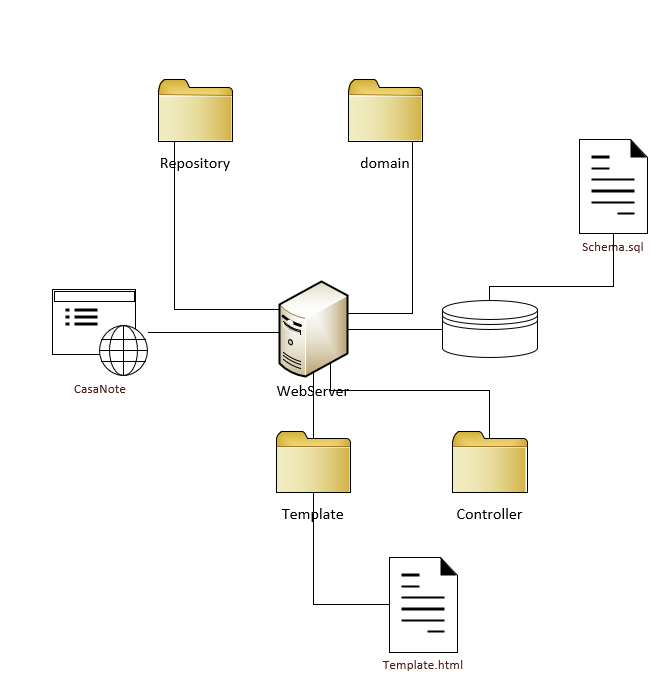 Repository
domain
Schema.sql
CasaNote
WebServer
Template
Controller
Template.html